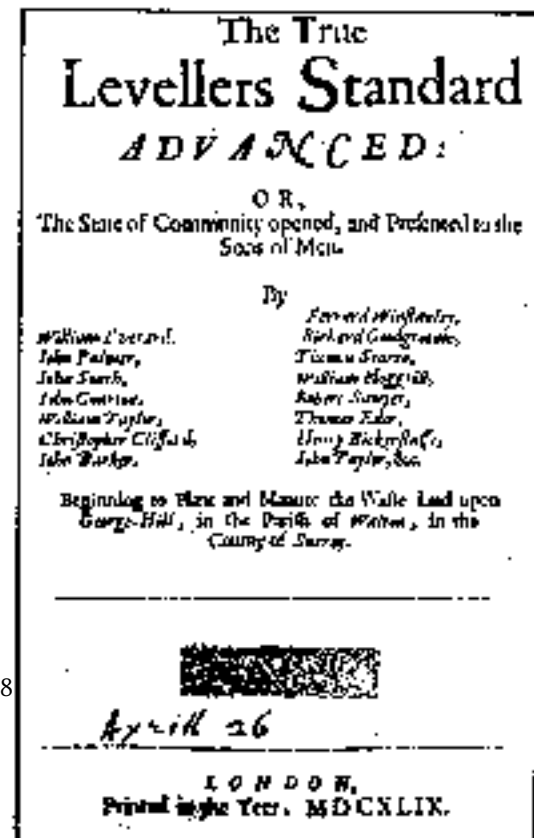 The True
Levellers Standard
ADVANCED:
OR,
The State of Community opened, and Presented to the
Sons of Men.
By
William Everard,
John Palmer,
John South,
John Courton,
William Taylor,
Christopher Clifford,
John Barker,
Jerrard Winstanley,
Richard Goodgroome,
Thomas Starre,
William Hoggrill,
Robert Sawyer,
Thomas Eder,
Henry Bickerstaffe,
John Taylor, &c.
Beginning to Plant and Manure the Waste land upon
George-Hill, in the Parish of Walton, in the
County of Surrey.
8
Aprill 26
LONDON,
Printed in the Yeer, MDCXLIX.